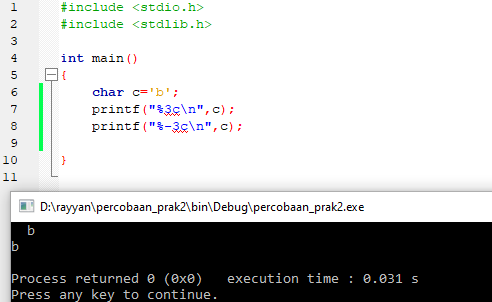 1 #include <stdio.h>
2 #include <stdlib.h>
3
4 int main()
5 {
6 char c='b';
7 printf("%3c\n",c);
8 printf("%-3c\n",c);
9
10 }
11
D:\rayyan\percobaan_prak2\bin\Debug\percobaan_prak2.exe
  b
b
Process returned 0 (0x0)   execution time : 0.031 s
Press any key to continue.